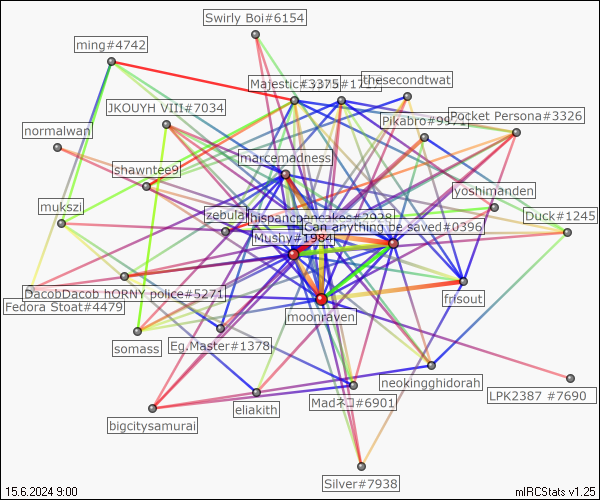 Swirly Boi#6154
ming#4742
Majestic#3375
thesecondtwat
JKOUYH VIII#7034
Pikabro#9971
Pocket Persona#3326
normalwan
marcemadness
shawntee9
yoshimanden
mukszi
zebula
hispanicpancakes#2928
Duck#1245
Can anything be saved#0396
Mushy#1984
DacobDacob hORNY police#5271
Fedora Stoat#4479
frisout
moonraven
somass
Eg.Master#1378
neokingghidorah
LPK2387 #7690
eliakith
Madネコ#6901
bigcitysamurai
Silver#7938
15.6.2024 9:00
mIRCStats v1.25